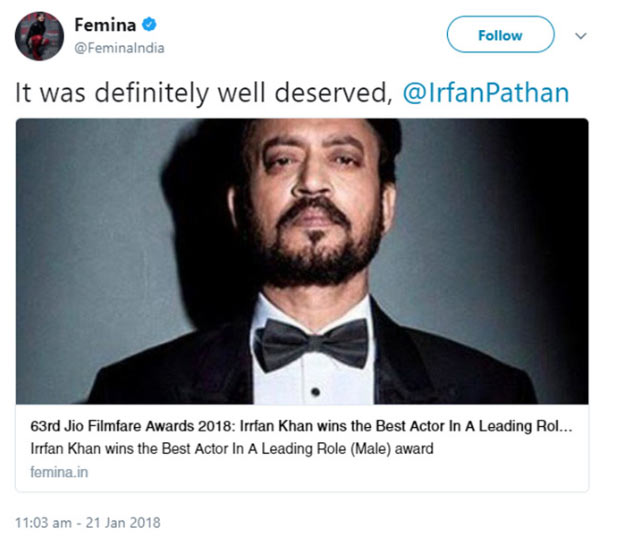 Femina
@FeminaIndia
Follow
It was definitely well deserved, @IrfanPathan
63rd Jio Filmfare Awards 2018: Irrfan Khan wins the Best Actor In A Leading Rol...
Irrfan Khan wins the Best Actor In A Leading Role (Male) award
femina.in
11:03 am - 21 Jan 2018